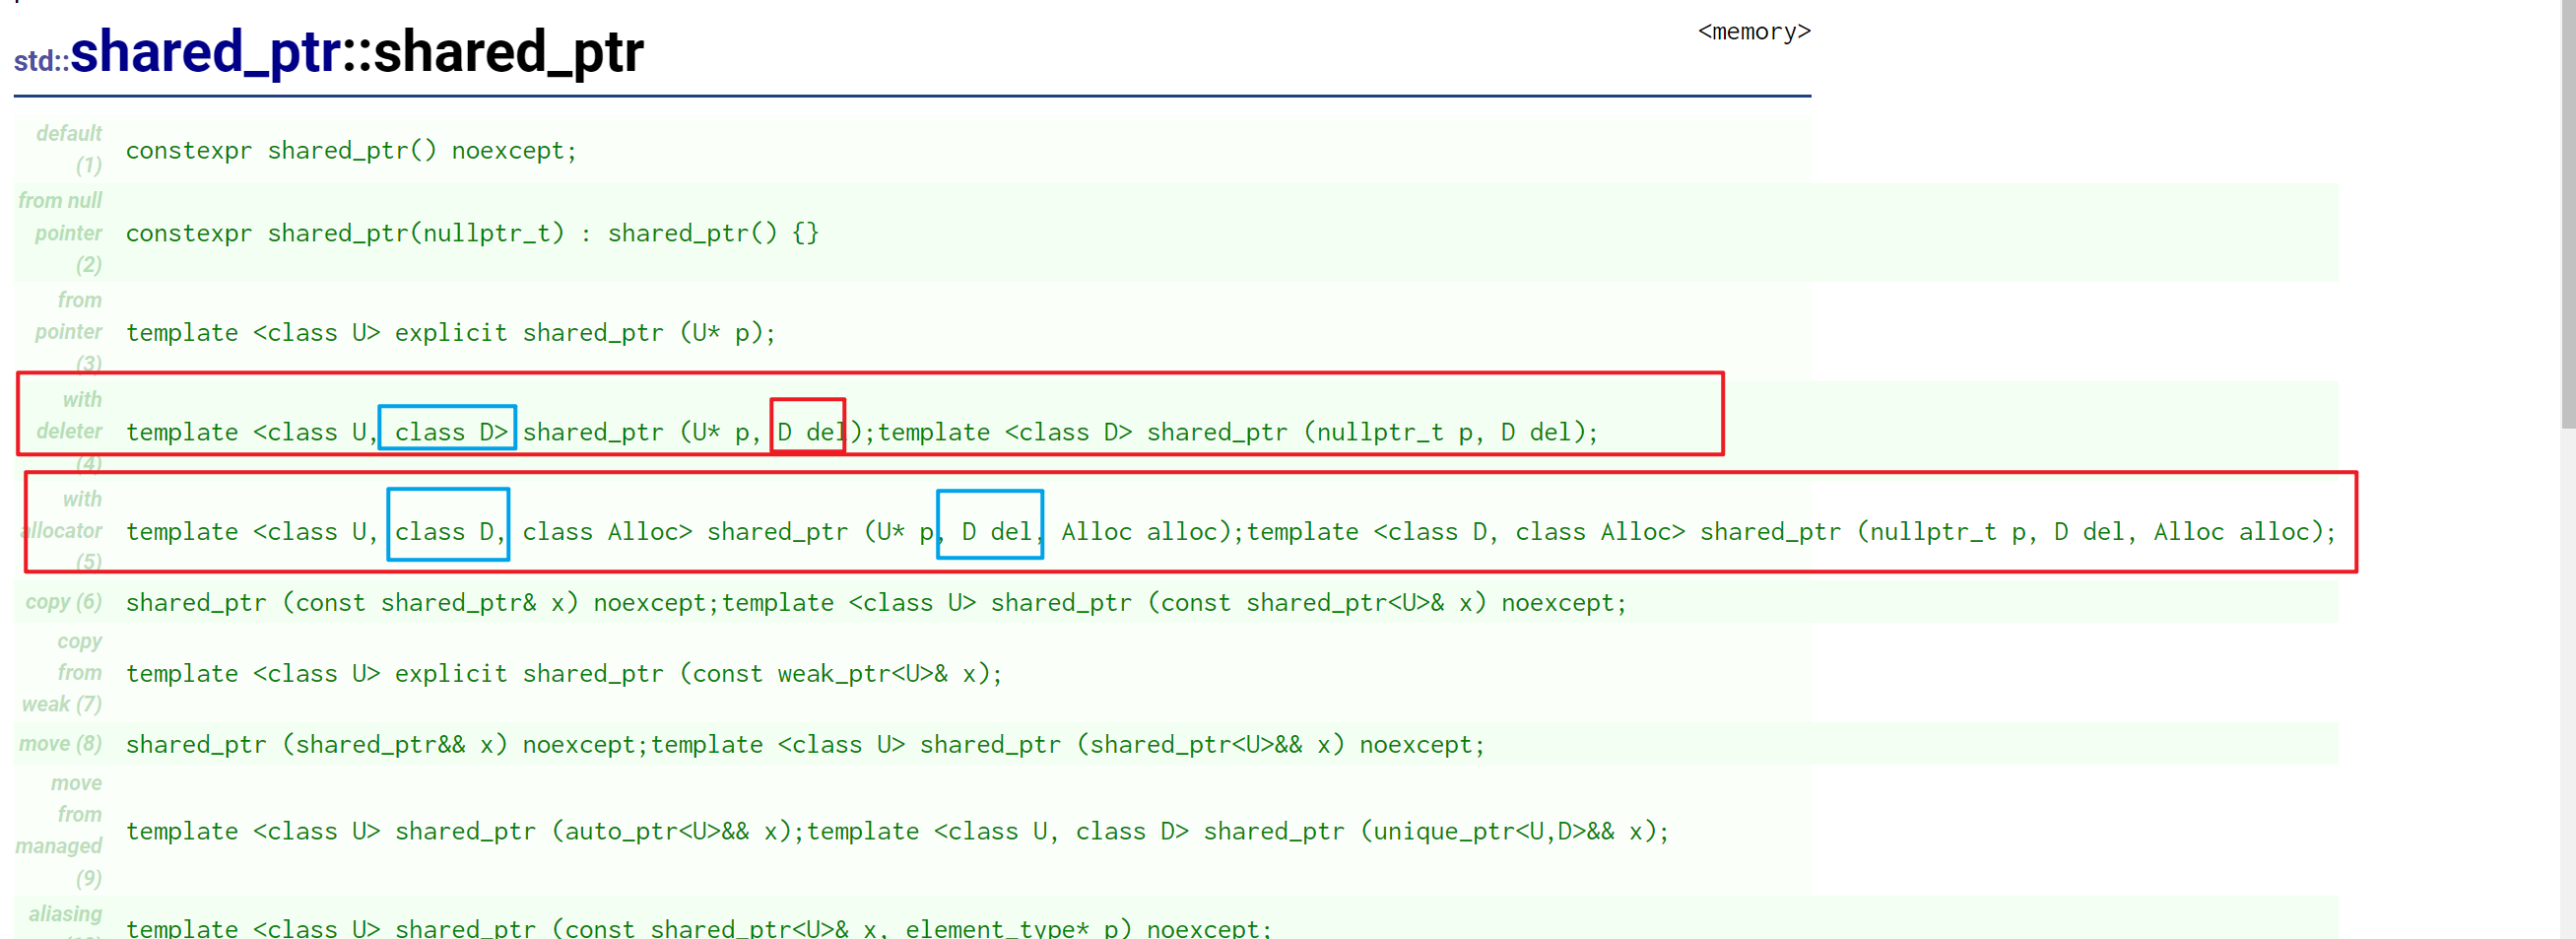 <memory>
std::shared_ptr::shared_ptr
default
(1)
constexpr shared_ptr() noexcept;
from null
pointer
(2)
constexpr shared_ptr(nullptr_t) : shared_ptr() {}
from
pointer
(3)
template <class U> explicit shared_ptr (U* p);
with
deleter
(4)
template <class U, class D> shared_ptr (U* p, D del);template <class D> shared_ptr (nullptr_t p, D del);
with
allocator
(5)
template <class U, class D, class Alloc> shared_ptr (U* p, D del, Alloc alloc);template <class D, class Alloc> shared_ptr (nullptr_t p, D del, Alloc alloc);
copy (6)
shared_ptr (const shared_ptr& x) noexcept;template <class U> shared_ptr (const shared_ptr<U>& x) noexcept;
copy
from
weak (7)
template <class U> explicit shared_ptr (const weak_ptr<U>& x);
move (8)
shared_ptr (shared_ptr&& x) noexcept;template <class U> shared_ptr (shared_ptr<U>&& x) noexcept;
move
from
managed
(9)
template <class U> shared_ptr (auto_ptr<U>&& x);template <class U, class D> shared_ptr (unique_ptr<U,D>&& x);
aliasing
template <class U> shared_ptr (const shared_ptr<U>& x, element_type* p) noexcept;